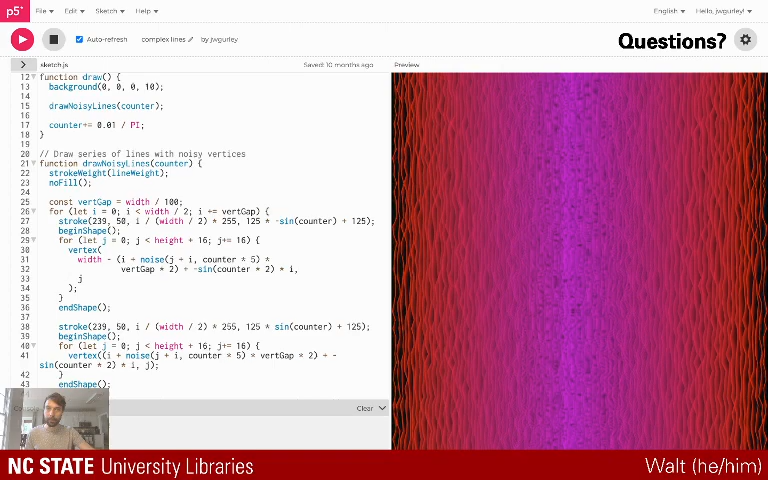 p5*
File Edit Sketch Help
English Hello, jwgurley!
Auto-refresh complex lines by jwgurley
Questions?
sketch.js Saved: 10 months ago Preview
12 function draw() {
13 background(0, 0, 0, 10);
14
15 drawNoisyLines(counter);
16
17 counter+= 0.01 / PI;
18 }
19
20 // Draw series of lines with noisy vertices
21 function drawNoisyLines(counter) {
22 strokeWeight(lineWeight);
23 noFill();
24
25 const vertGap = width / 100;
26 for (let i = 0; i < width / 2; i += vertGap) {
27 stroke(239, 50, i / (width / 2) * 255, 125 * -sin(counter) + 125);
28 beginShape();
29 for (let j = 0; j < height + 16; j+= 16) {
30 vertex(
31 width - (i + noise(j + i, counter * 5) *
32 vertGap * 2) + -sin(counter * 2) * i,
33 j
34 );
35 }
36 endShape();
37
38 stroke(239, 50, i / (width / 2) * 255, 125 * sin(counter) + 125);
39 beginShape();
40 for (let j = 0; j < height + 16; j+= 16) {
41 vertex((i + noise(j + i, counter * 5) * vertGap * 2) + -
sin(counter * 2) * i, j);
42 }
43 endShape();
Clear
NC STATE University Libraries
Walt (he/him)